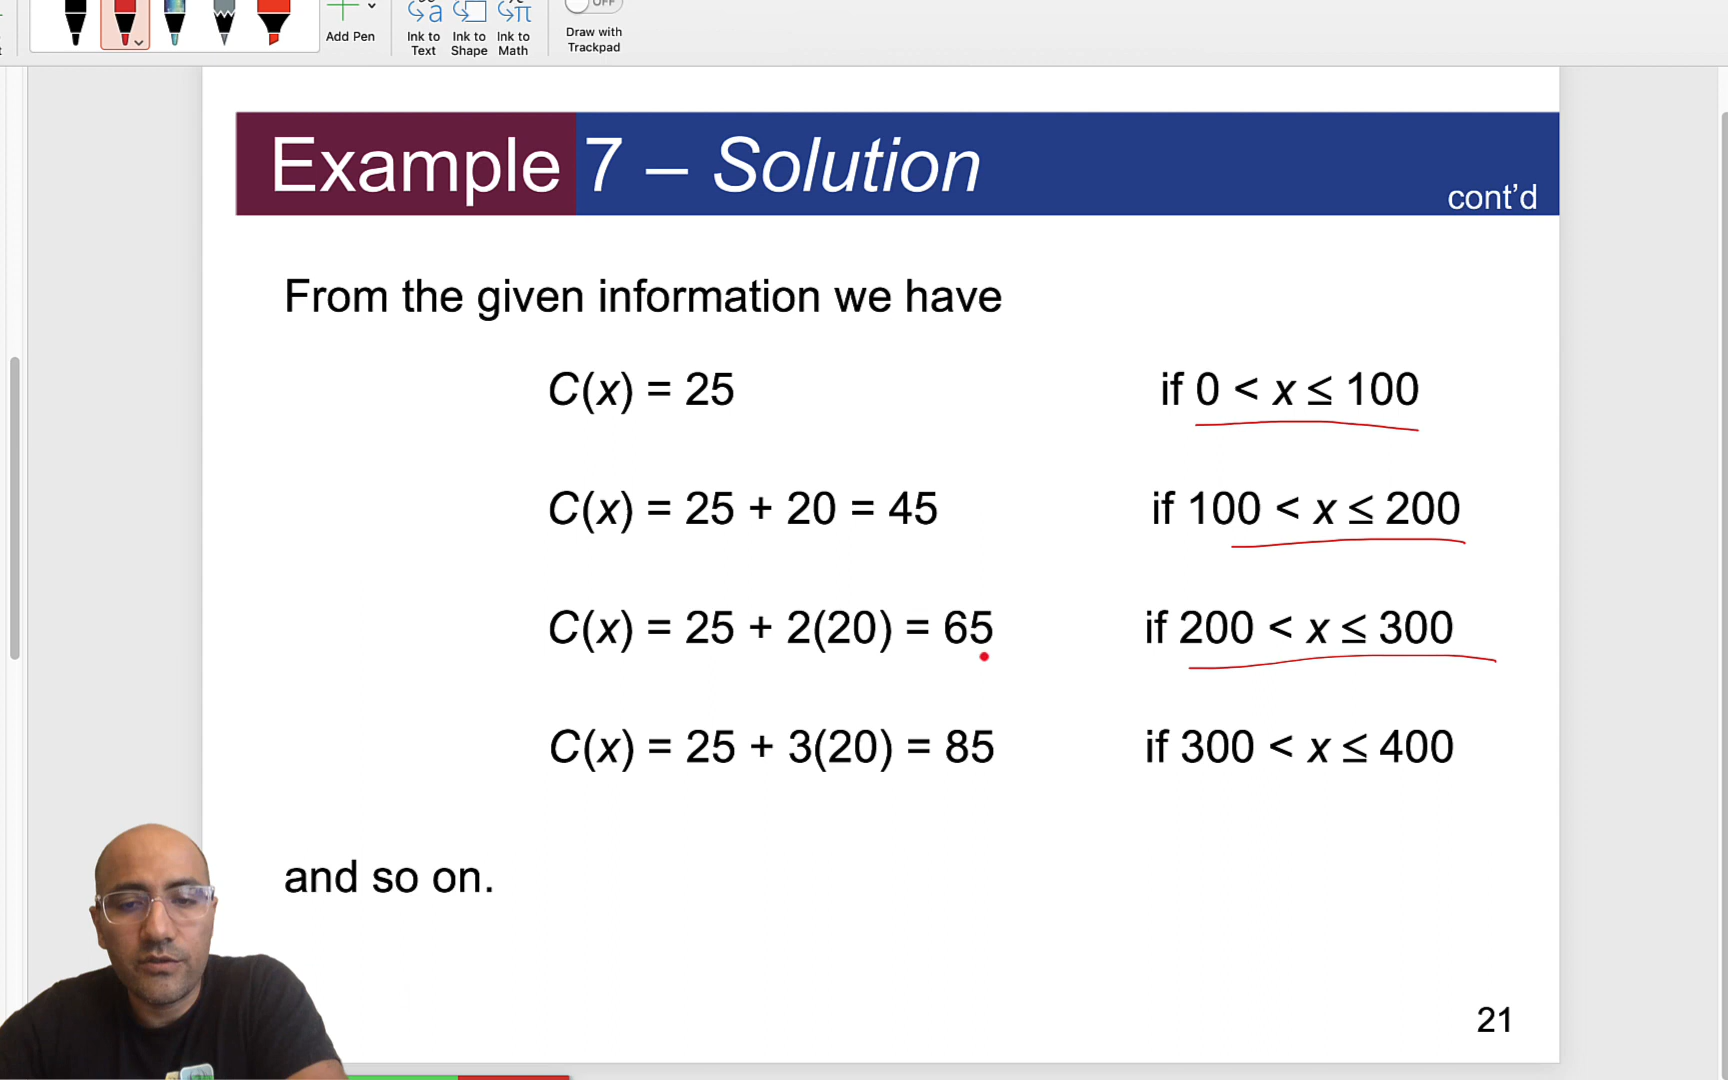 OFF
Add Pen
Ink to Text
Ink to Shape
Ink to Math
Draw with Trackpad
Example 7 – Solution
cont’d
From the given information we have
C(x) = 25 if 0 < x ≤ 100
C(x) = 25 + 20 = 45 if 100 < x ≤ 200
C(x) = 25 + 2(20) = 65 if 200 < x ≤ 300
C(x) = 25 + 3(20) = 85 if 300 < x ≤ 400
and so on.
21